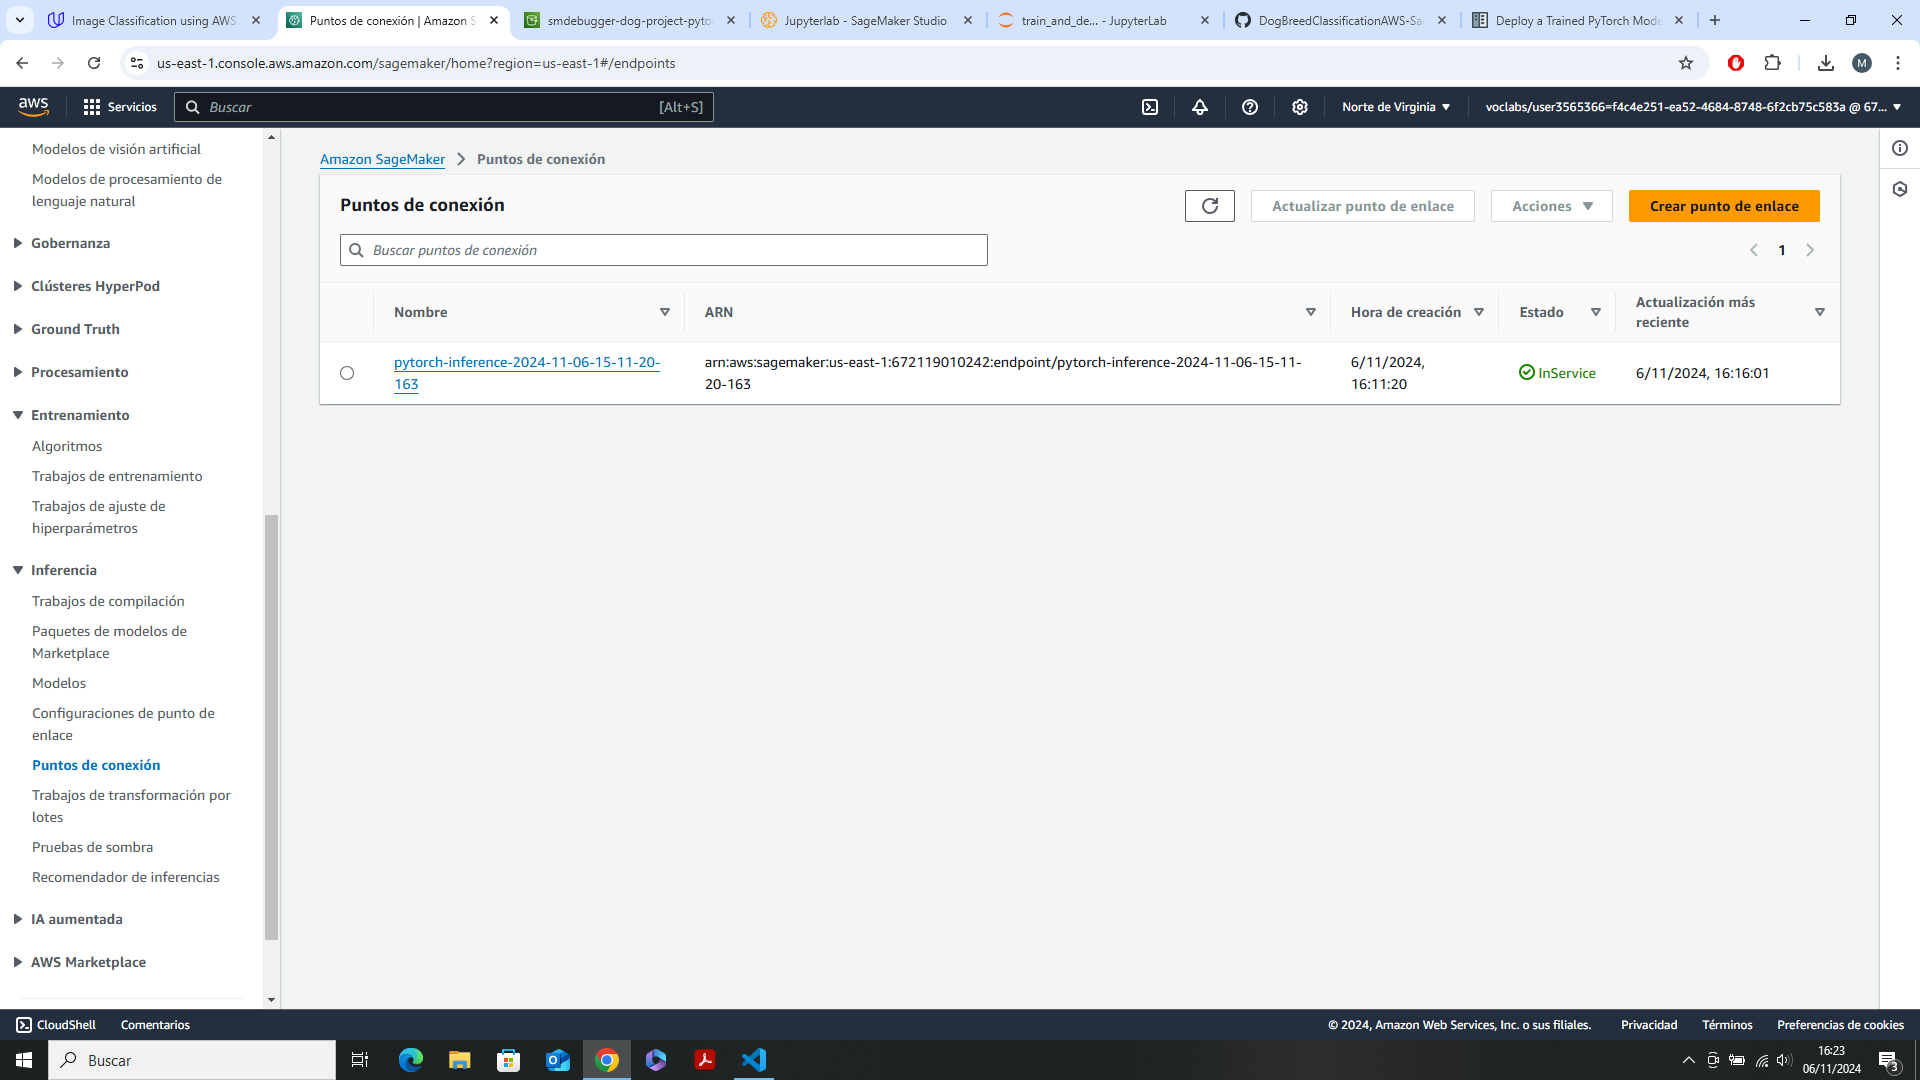 Image Classification using AWS
Puntos de conexión | Amazon S
smdebugger-dog-project-pytor
Jupyterlab - SageMaker Studio
train_and_de... - JupyterLab
DogBreedClassificationAWS-Sa
Deploy a Trained PyTorch Mode
us-east-1.console.aws.amazon.com/sagemaker/home?region=us-east-1#/endpoints
M
aws
Servicios
Buscar
[Alt+S]
Norte de Virginia
voclabs/user3565366=f4c4e251-ea52-4684-8748-6f2cb75c583a @ 67...
Modelos de visión artificial
Modelos de procesamiento de
lenguaje natural
Gobernanza
Clústeres HyperPod
Ground Truth
Procesamiento
Entrenamiento
Algoritmos
Trabajos de entrenamiento
Trabajos de ajuste de
hiperparámetros
Inferencia
Trabajos de compilación
Paquetes de modelos de
Marketplace
Modelos
Configuraciones de punto de
enlace
Puntos de conexión
Trabajos de transformación por
lotes
Pruebas de sombra
Recomendador de inferencias
IA aumentada
AWS Marketplace
Amazon SageMaker
Puntos de conexión
Puntos de conexión
Actualizar punto de enlace
Acciones
Crear punto de enlace
Buscar puntos de conexión
1
Nombre
ARN
Hora de creación
Estado
Actualización más
reciente
pytorch-inference-2024-11-06-15-11-20-
163
arn:aws:sagemaker:us-east-1:672119010242:endpoint/pytorch-inference-2024-11-06-15-11-
20-163
6/11/2024,
16:11:20
InService
6/11/2024, 16:16:01
CloudShell
Comentarios
© 2024, Amazon Web Services, Inc. o sus filiales.
Privacidad
Términos
Preferencias de cookies
Buscar
16:23
06/11/2024
3